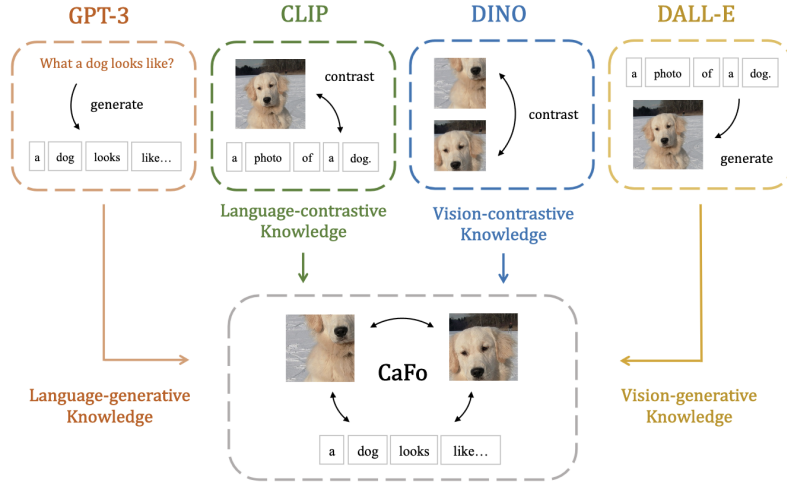 GPT-3
CLIP
DINO
DALL-E
What a dog looks like?
generate
a dog looks like…
contrast
a photo of a dog.
contrast
a photo of a dog.
generate
Language-contrastive
Knowledge
Vision-contrastive
Knowledge
CaFo
a dog looks like…
Language-generative
Knowledge
Vision-generative
Knowledge